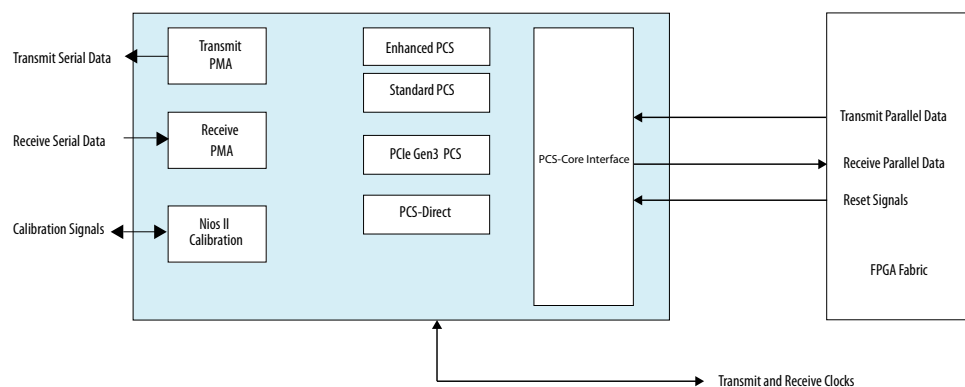 Transmit Serial Data
Transmit
PMA
Enhanced PCS
Standard PCS
Receive Serial Data
Receive
PMA
PCIe Gen3 PCS
PCS-Core Interface
Transmit Parallel Data
Receive Parallel Data
Reset Signals
Calibration Signals
Nios II
Calibration
PCS-Direct
FPGA Fabric
Transmit and Receive Clocks